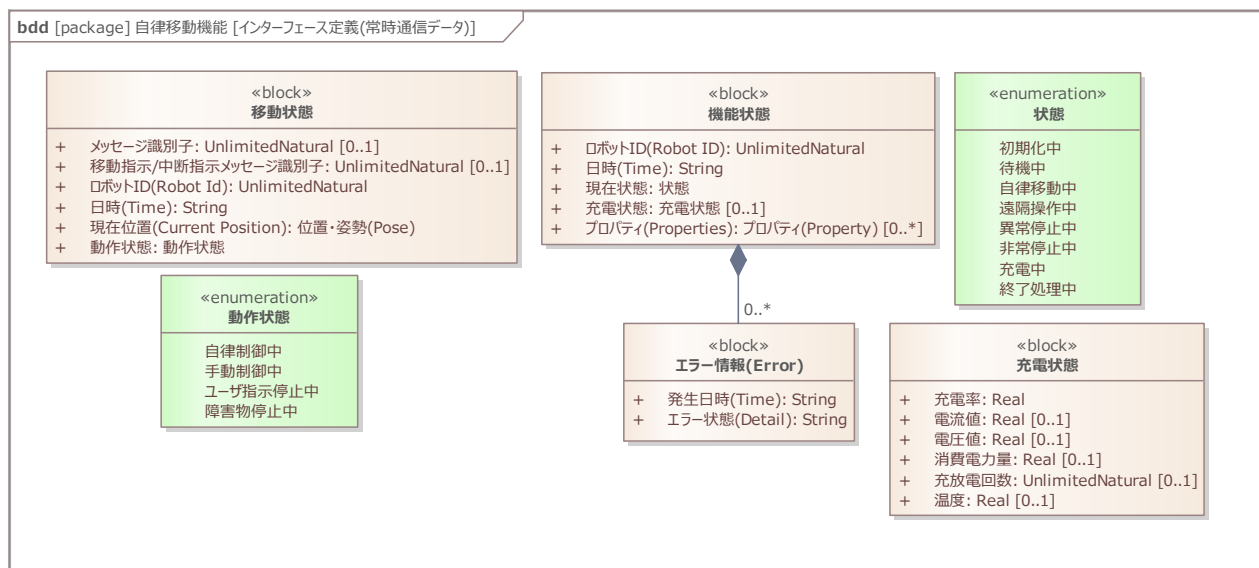 bdd [package] 自律移動機能 [インターフェース定義(常時通信データ)]
«block»
移動状態
+ メッセージ識別子: UnlimitedNatural [0..1]
+ 移動指示/中断指示メッセージ識別子: UnlimitedNatural [0..1]
+ ロボットID(Robot Id): UnlimitedNatural
+ 日時(Time): String
+ 現在位置(Current Position): 位置・姿勢(Pose)
+ 動作状態: 動作状態
«enumeration»
動作状態
自律制御中
手動制御中
ユーザ指示停止中
障害物停止中
«block»
機能状態
+ ロボットID(Robot ID): UnlimitedNatural
+ 日時(Time): String
+ 現在状態: 状態
+ 充電状態: 充電状態 [0..1]
+ プロパティ(Properties): プロパティ(Property) [0..*]
0..*
«block»
エラー情報(Error)
+ 発生日時(Time): String
+ エラー状態(Detail): String
«enumeration»
状態
初期化中
待機中
自律移動中
遠隔操作中
異常停止中
非常停止中
充電中
終了処理中
«block»
充電状態
+ 充電率: Real
+ 電流値: Real [0..1]
+ 電圧値: Real [0..1]
+ 消費電力量: Real [0..1]
+ 充放電回数: UnlimitedNatural [0..1]
+ 温度: Real [0..1]